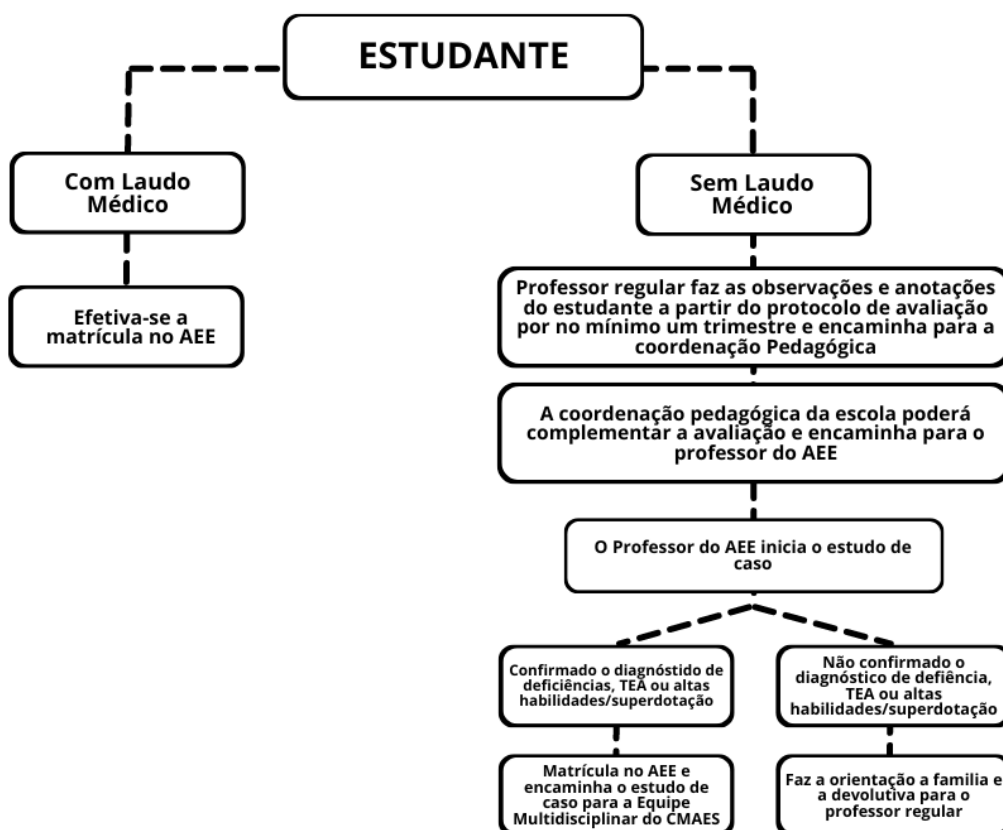 ESTUDANTE
Com Laudo
Médico
Sem Laudo
Médico
Efetiva-se a
matrícula no AEE
Professor regular faz as observações e anotações
do estudante a partir do protocolo de avaliação
por no mínimo um trimestre e encaminha para a
coordenação Pedagógica
A coordenação pedagógica da escola poderá
complementar a avaliação e encaminha para o
professor do AEE
O Professor do AEE inicia o estudo de
caso
Confirmado o diagnóstido de
deficiências, TEA ou altas
habilidades/superdotação
Não confirmado o
diagnóstico de defiência,
TEA ou altas
habilidades/superdotação
Matrícula no AEE e
encaminha o estudo de
caso para a Equipe
Multidisciplinar do CMAES
Faz a orientação a familia e
a devolutiva para o
professor regular